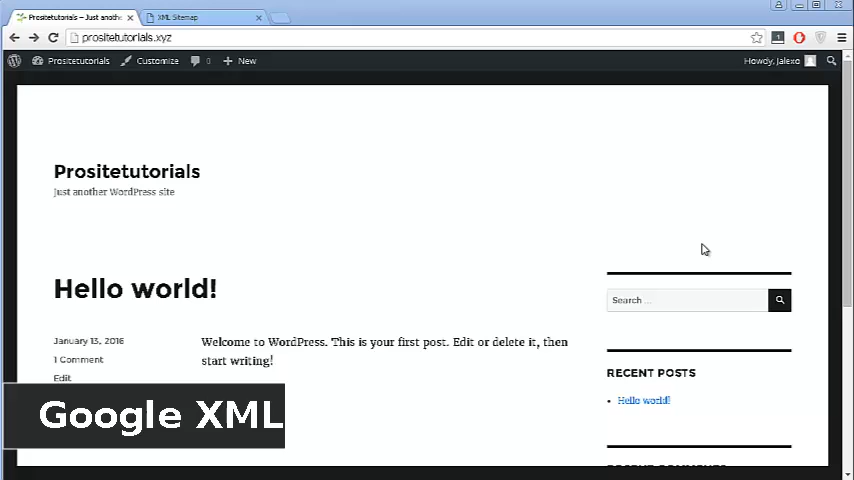 Prositetutorials – Just anothe
XML Sitemap
prositetutorials.xyz
Prositetutorials
Customize
0
New
Howdy, Jalexo
Prositetutorials
Just another WordPress site
Hello world!
January 13, 2016
1 Comment
Edit
Welcome to WordPress. This is your first post. Edit or delete it, then
start writing!
Search ...
RECENT POSTS
Hello world!
Google XML